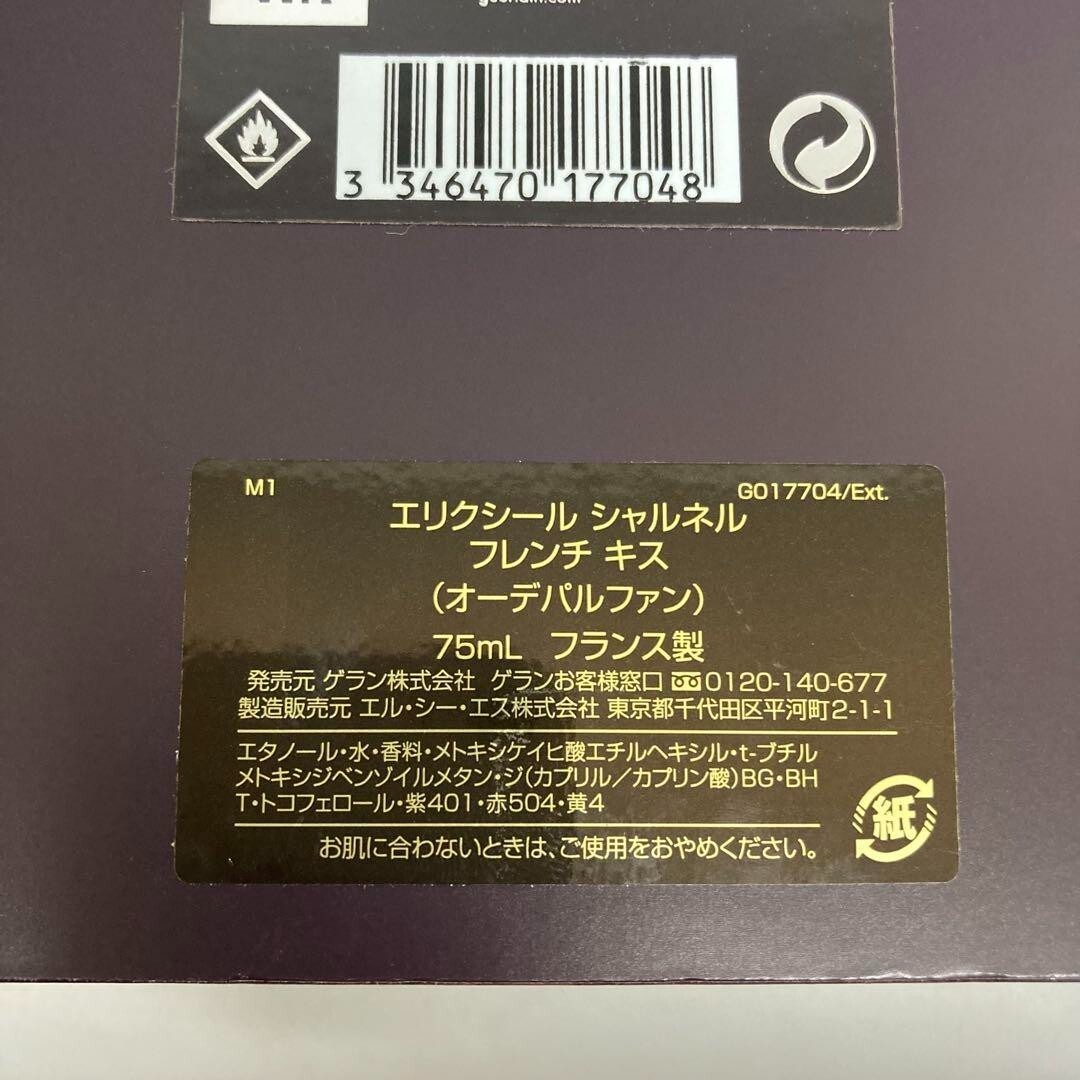 3 346470 177048
M1
G017704/Ext.
エリクシール シャルネル
フレンチ キス
(オーデパルファン)
75mL フランス製
発売元 ゲラン株式会社 ゲランお客様窓口 0120-140-677
製造販売元 エル・シー・エス株式会社 東京都千代田区平河町2-1-1
エタノール・水・香料・メトキシケイヒ酸エチルヘキシル・t-ブチル
メトキシジベンゾイルメタン・ジ(カプリル/カプリン酸)BG・BH
T・トコフェロール・紫401・赤504・黄4
紙
お肌に合わないときは、ご使用をおやめください。